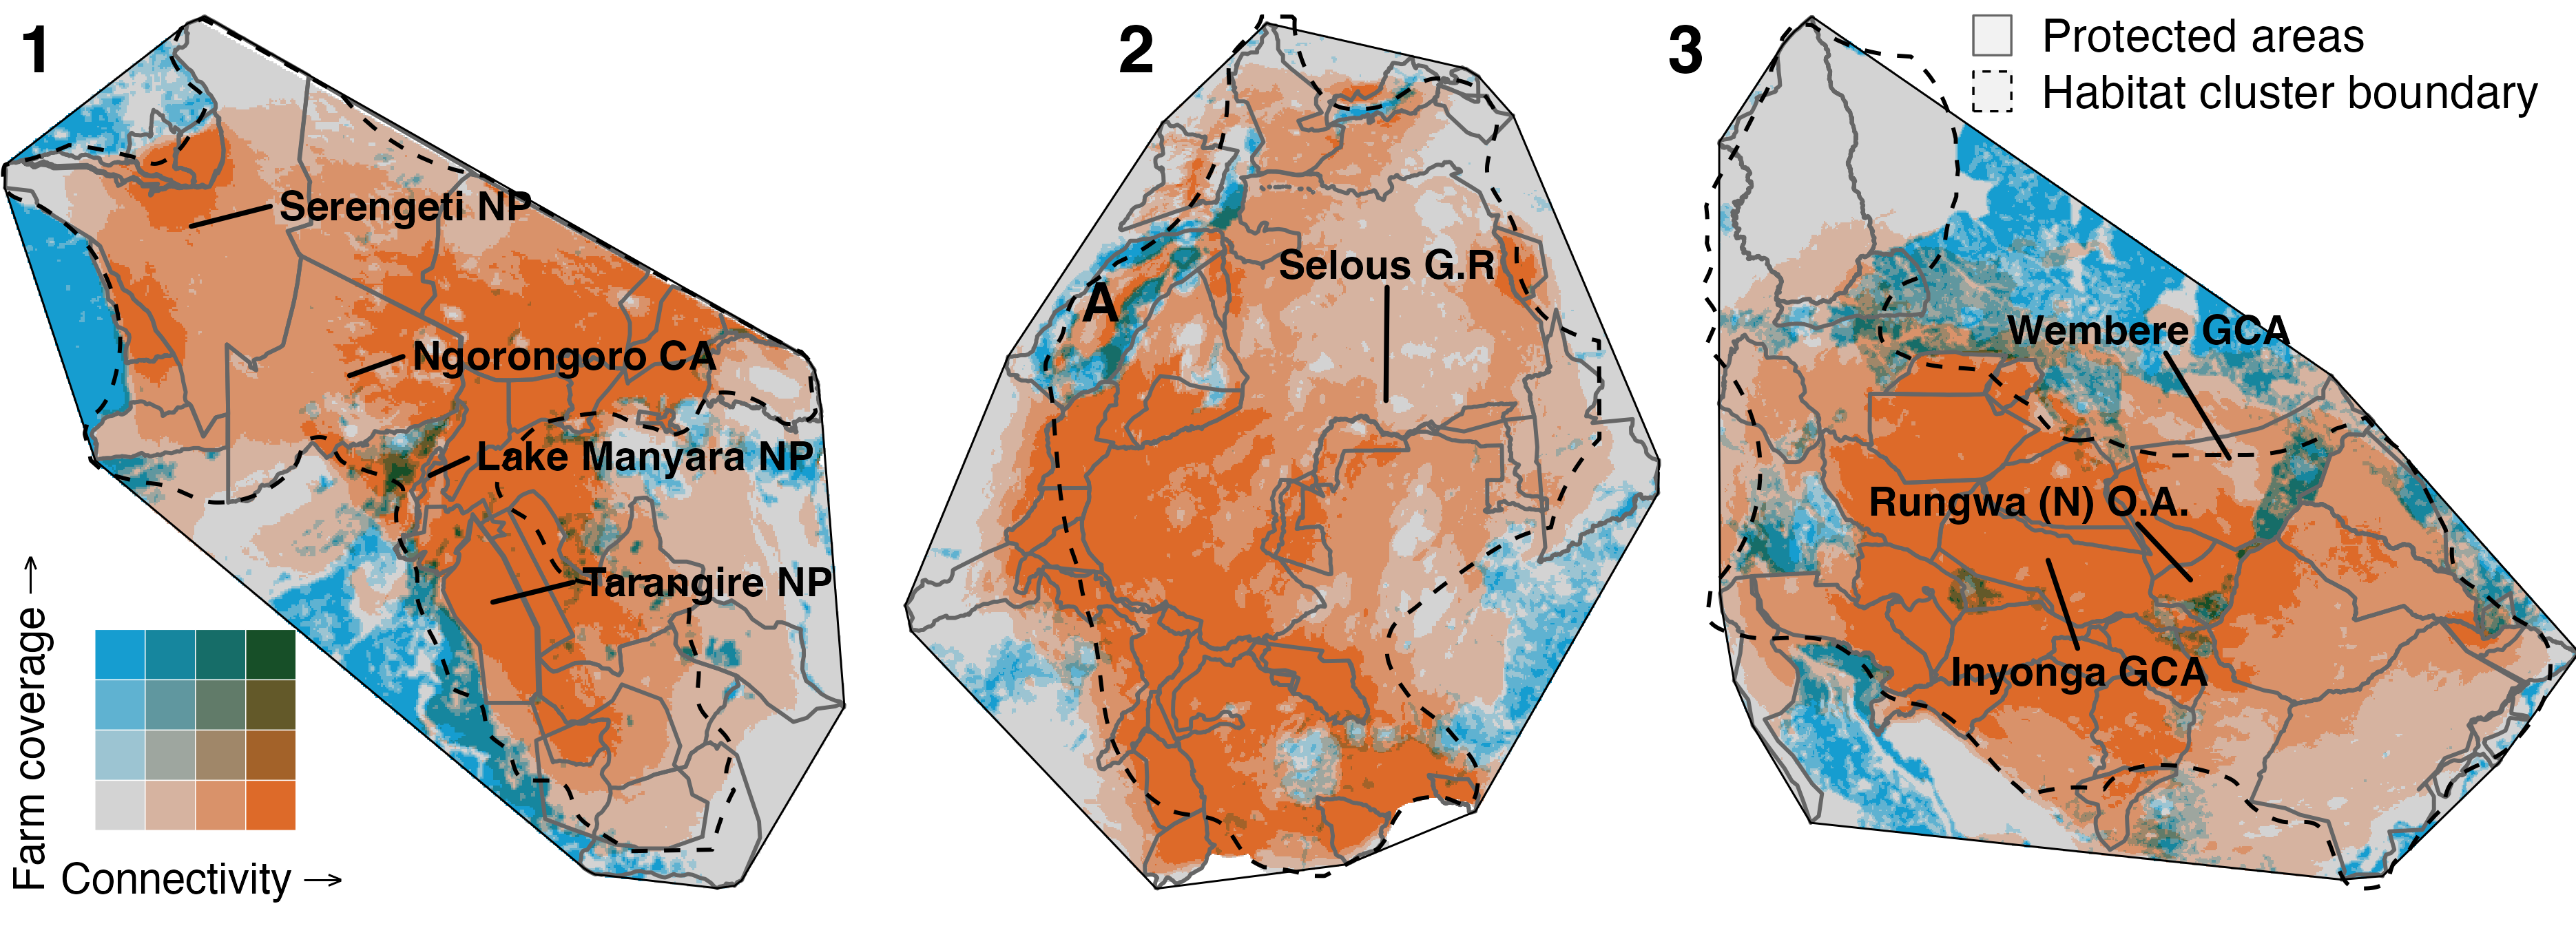 1
2
3
Protected areas
Habitat cluster boundary
Serengeti NP
Ngorongoro CA
Lake Manyara NP
Tarangire NP
Selous G.R
A
Wembere GCA
Rungwa (N) O.A.
Inyonga GCA
Farm coverage →
Connectivity →